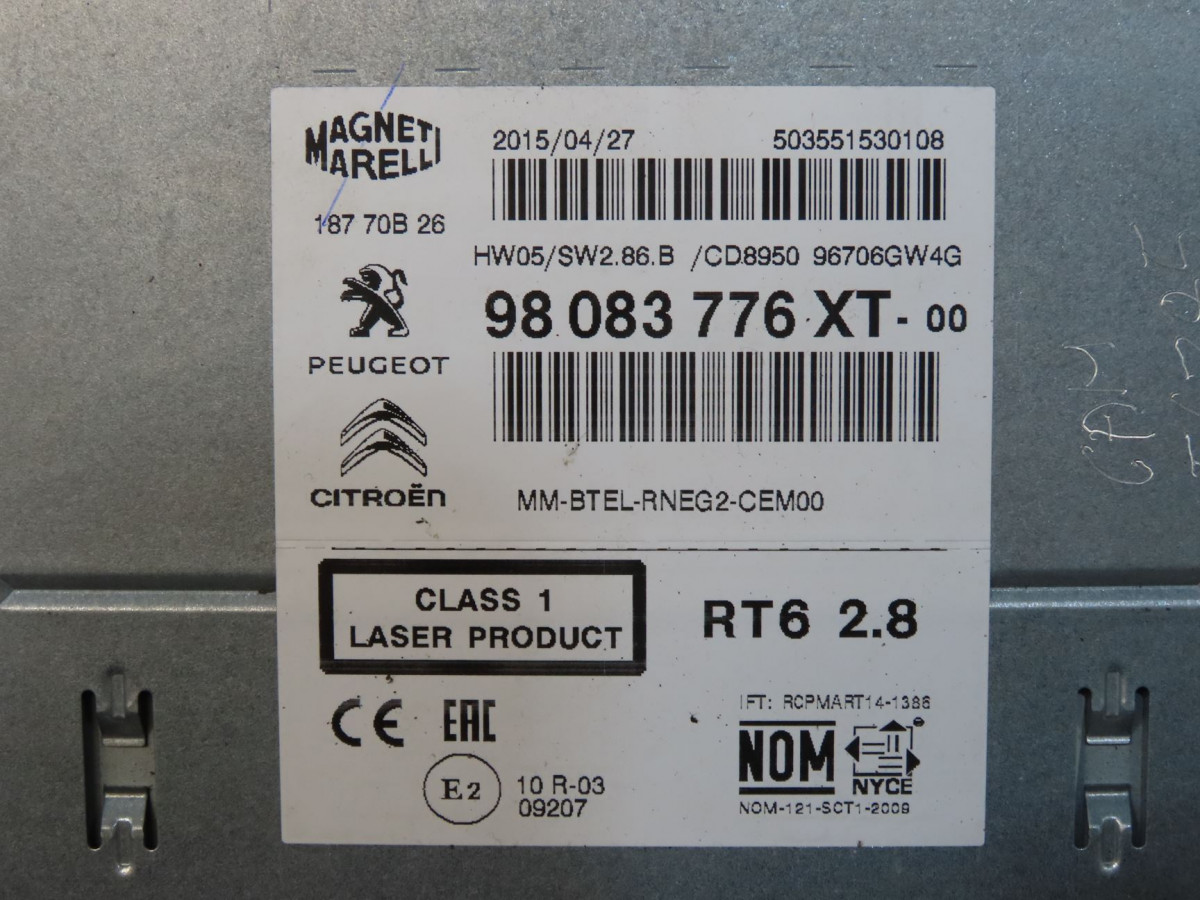 MAGNETI
MARELLI
187 70B 26
PEUGEOT
CITROËN
2015/04/27 503551530108
HW05/SW2.86.B /CD8950 96706GW4G
98 083 776 XT- 00
MM-BTEL-RNEG2-CEM00
CLASS 1
LASER PRODUCT
RT6 2.8
CE EAC
E2
10 R-03
09207
IFT: RCPMART14-1386
NOM
NYCE
NOM-121-SCT1-2009
CAN